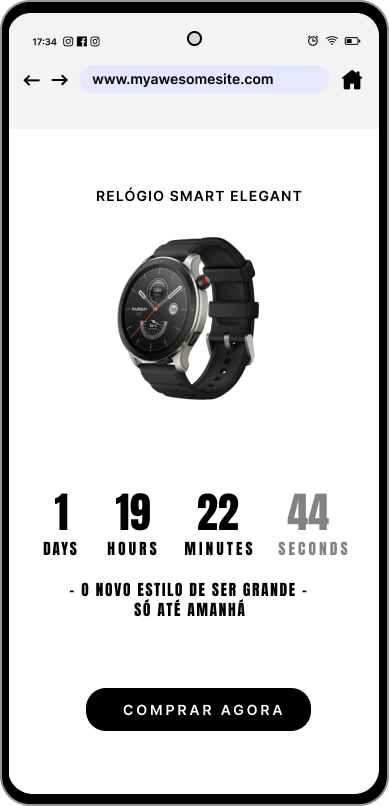 17:34
www.myawesomesite.com
RELÓGIO SMART ELEGANT
1 19 22 44
DAYS HOURS MINUTES SECONDS
- O NOVO ESTILO DE SER GRANDE -
SÓ ATÉ AMANHÃ
COMPRAR AGORA